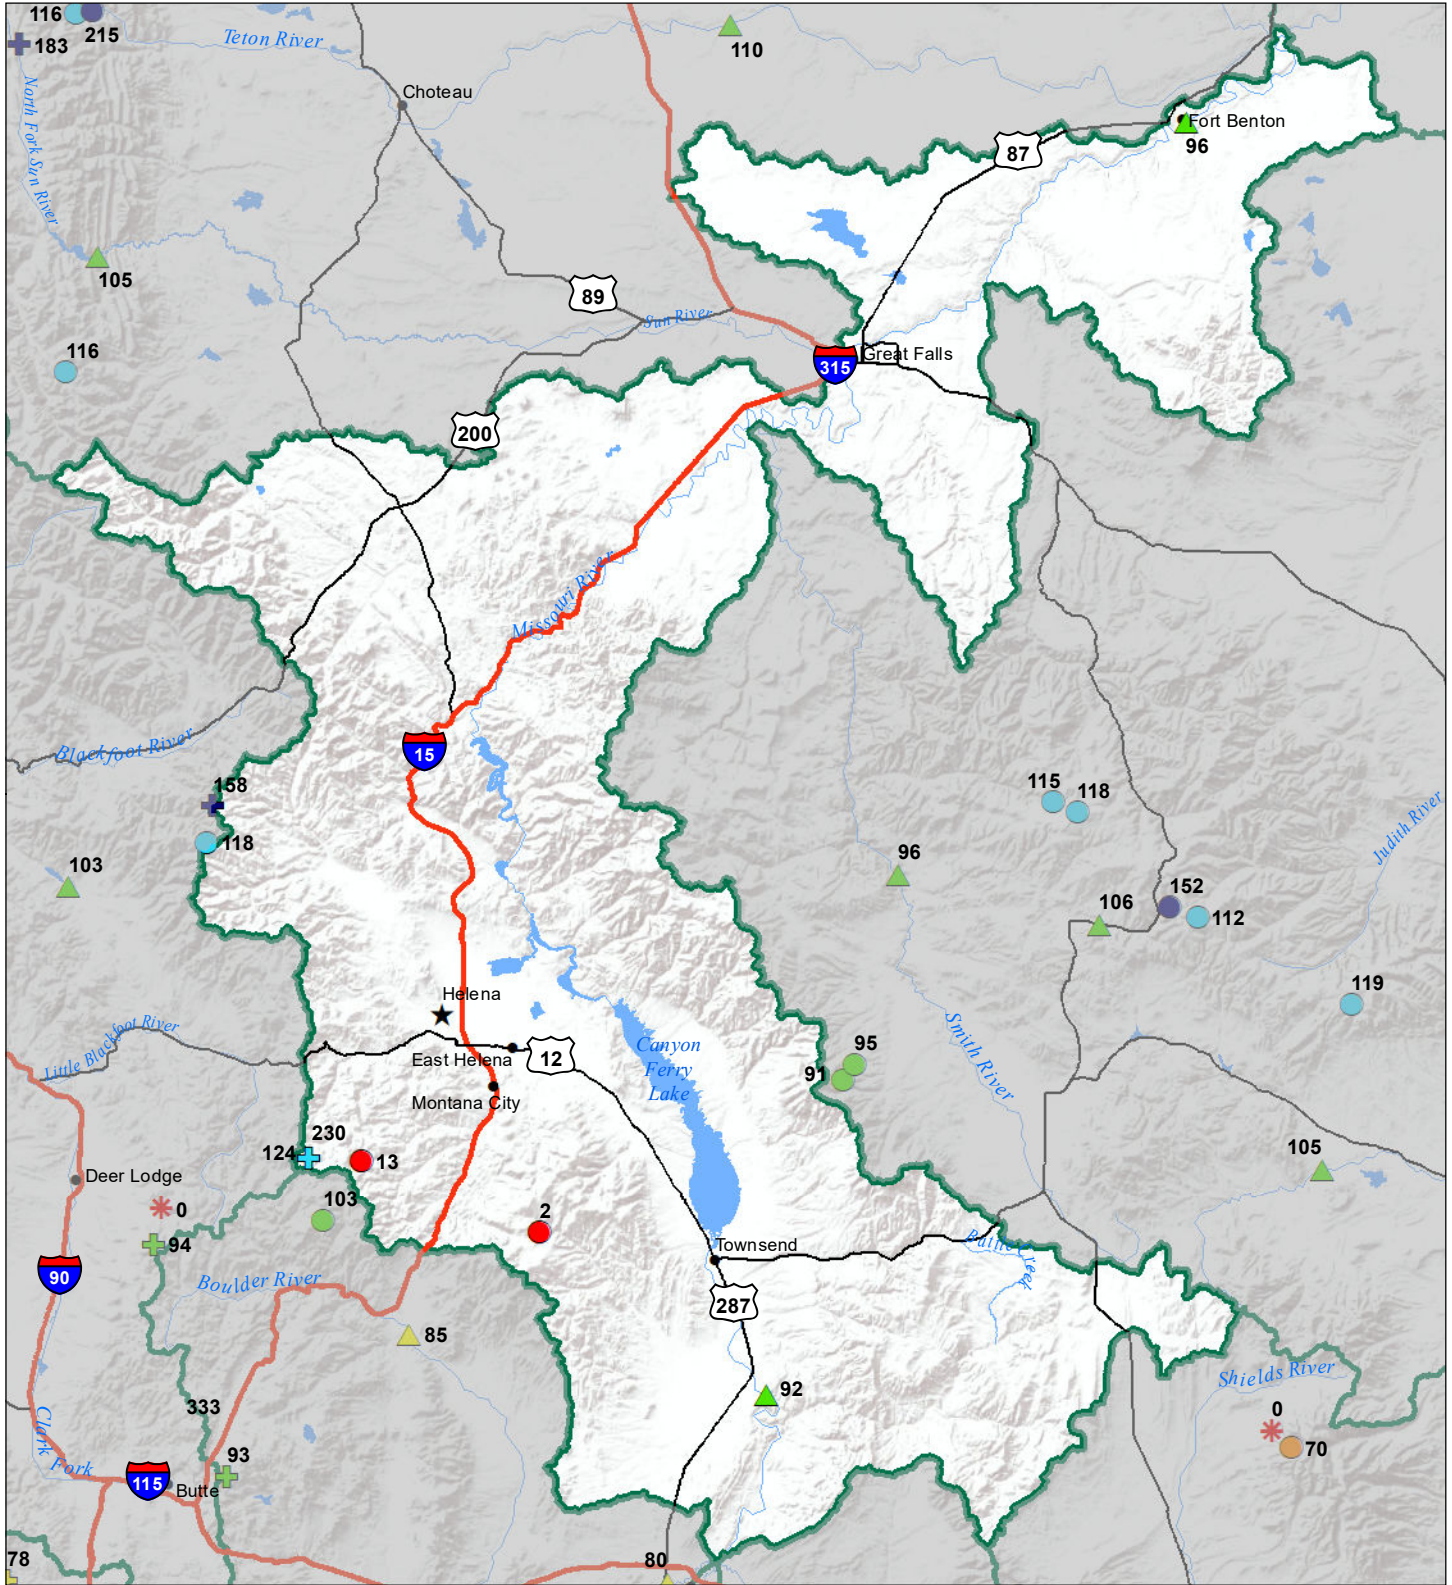 116
215
183
Teton River
110
North Fork Sun River
Choteau
Fort Benton
96
87
105
89
Sun River
116
315
Great Falls
200
Missouri River
Blackfoot River
15
158
118
103
115
118
Judith River
96
106
152
112
119
Helena
Little Blackfoot River
East Helena
12
Canyon
Ferry
Lake
Smith River
95
91
Montana City
230
124
13
105
Deer Lodge
0
103
2
94
Townsend
Battle Creek
90
Boulder River
287
85
Shields River
92
333
0
70
Clark Fork
93
115
Butte
78
80